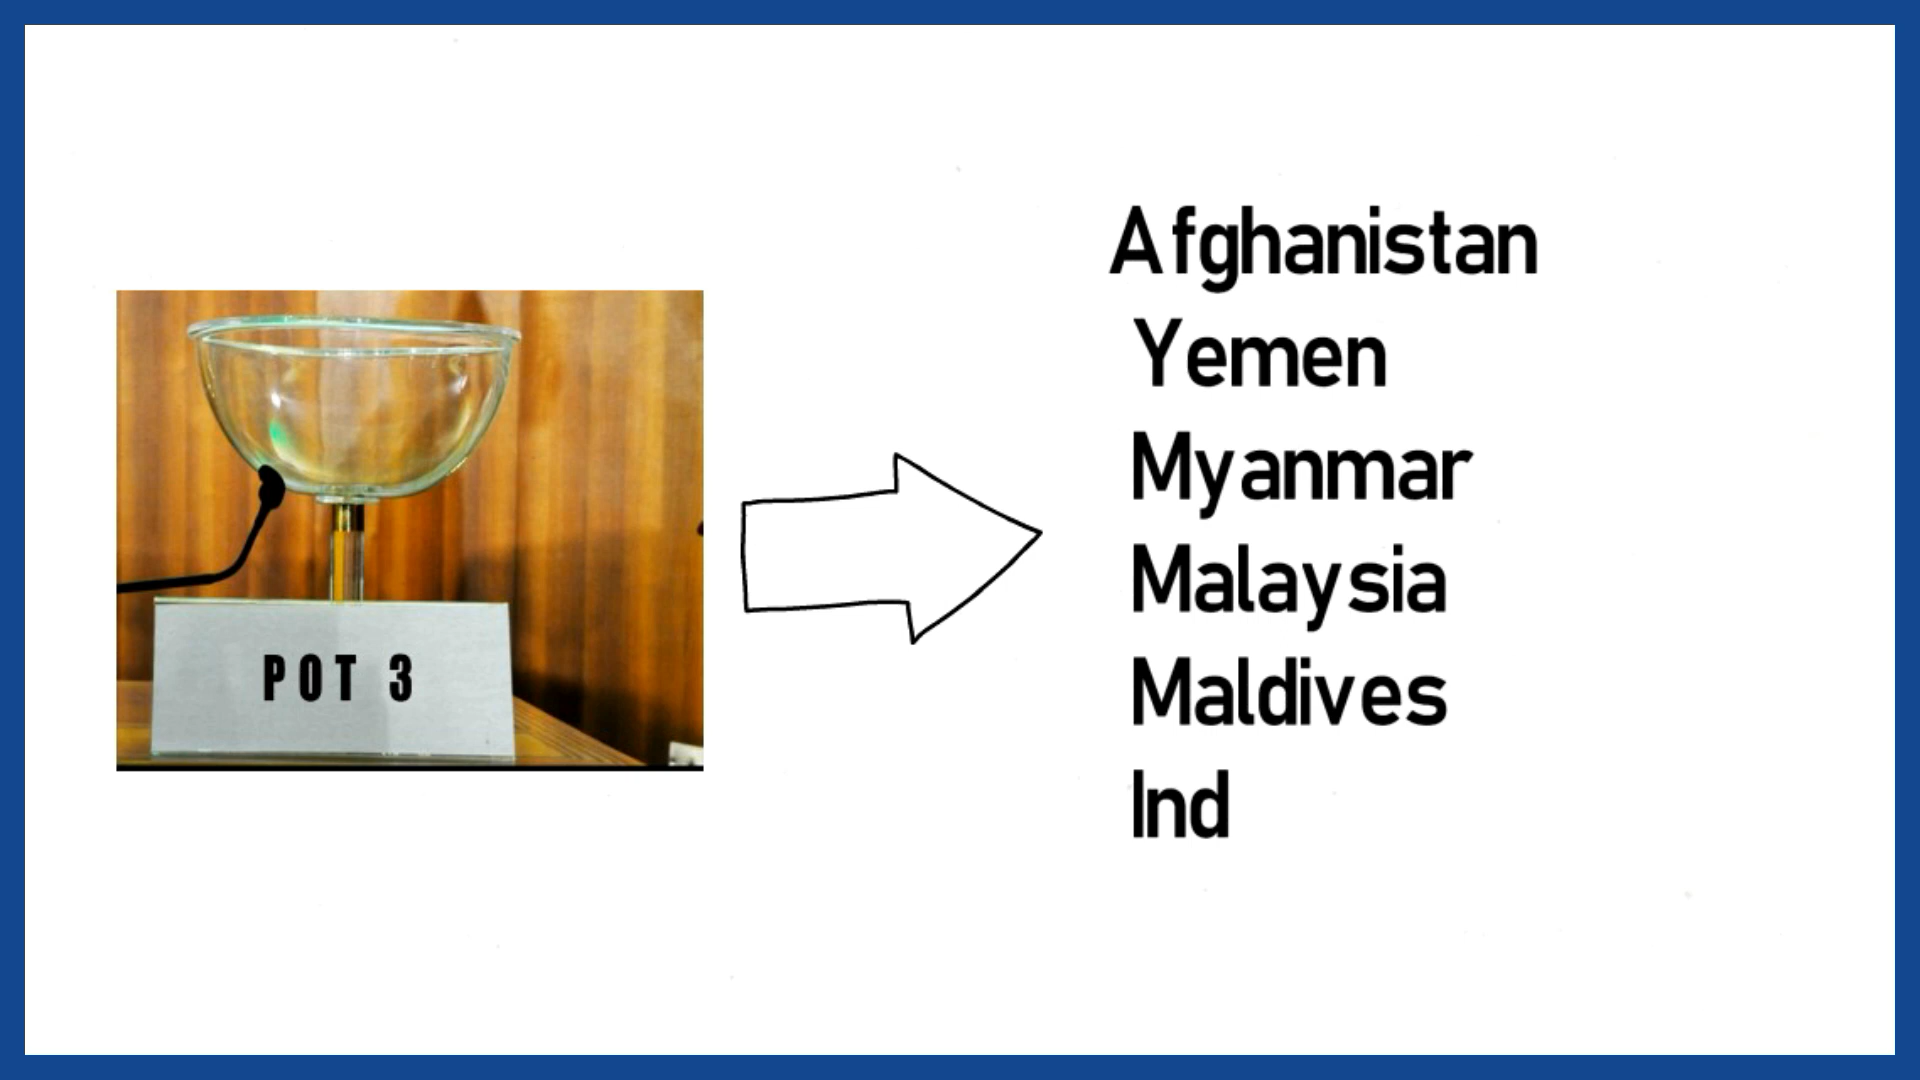 POT 3
Afghanistan
Yemen
Myanmar
Malaysia
Maldives
Ind